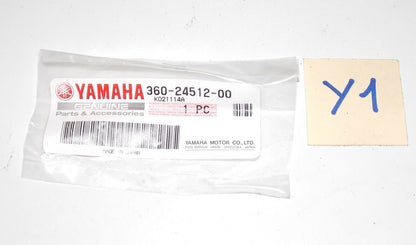 YAMAHA 360-24512-00
GENUINE K021114A
Parts & Accessories 1 PC
YAMAHA MOTOR CO., LTD.
Y1